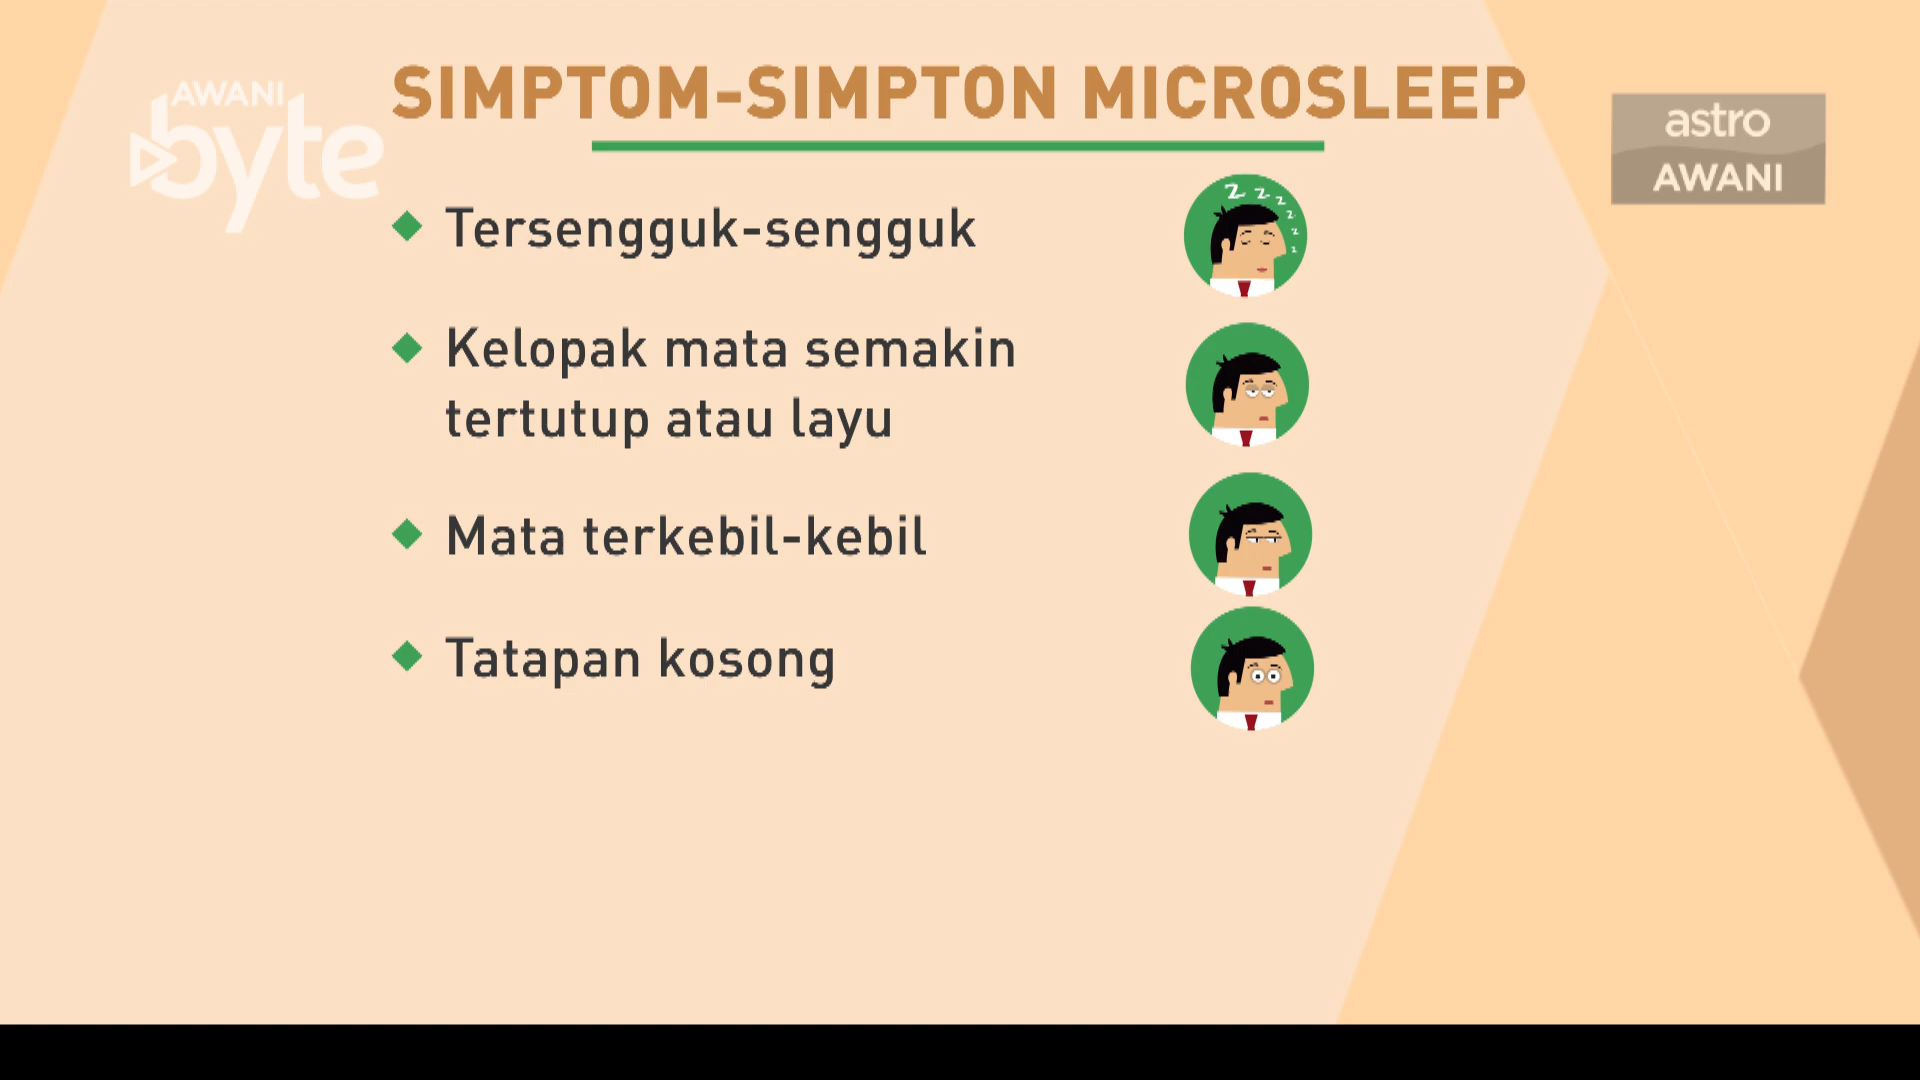 SIMPTOM-SIMPTON MICROSLEEP
AWANI
byte
astro
AWANI
Tersengguk-sengguk
Kelopak mata semakin
tertutup atau layu
Mata terkebil-kebil
Tatapan kosong
z z z z z z